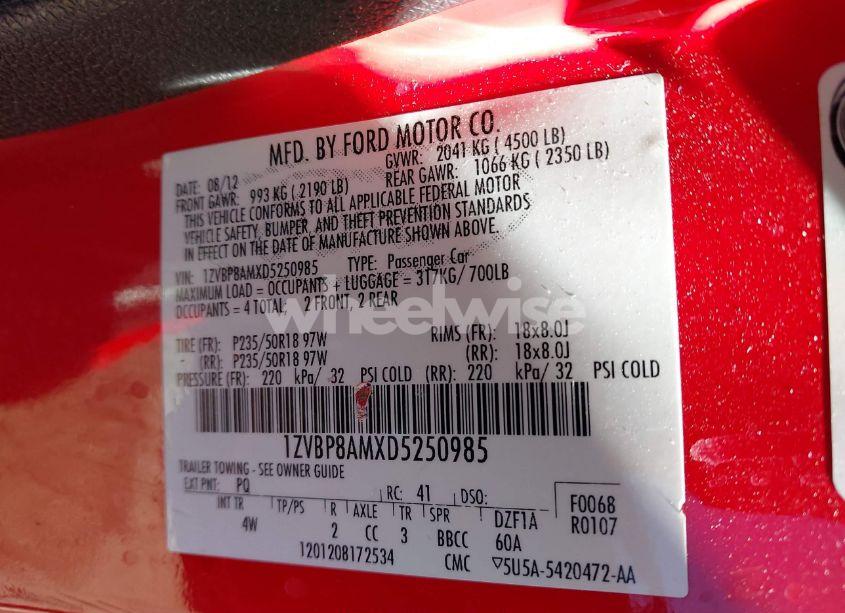 MFD. BY FORD MOTOR CO.
DATE: 08/12 GVWR: 2041 KG ( 4500 LB)
FRONT GAWR: 993 KG ( 2190 LB) REAR GAWR: 1066 KG ( 2350 LB)
THIS VEHICLE CONFORMS TO ALL APPLICABLE FEDERAL MOTOR
VEHICLE SAFETY, BUMPER, AND THEFT PREVENTION STANDARDS
IN EFFECT ON THE DATE OF MANUFACTURE SHOWN ABOVE.
VIN: 1ZVBP8AMXD5250985 TYPE: Passenger Car
MAXIMUM LOAD = OCCUPANTS + LUGGAGE = 317KG/ 700LB
OCCUPANTS = 4 TOTAL, 2 FRONT, 2 REAR
wheelwise
TIRE (FR): P235/50R18 97W RIMS (FR): 18x8.0J
- (RR): P235/50R18 97W (RR): 18x8.0J
PRESSURE (FR): 220 kPa/ 32 PSI COLD (RR): 220 kPa/ 32 PSI COLD
1ZVBP8AMXD5250985
TRAILER TOWING - SEE OWNER GUIDE
EXT PNT: PQ RC: 41 DSO: F0068
INT TR TP/PS R AXLE TR SPR DZF1A R0107
4W 2 CC 3 BBCC 60A
1201208172534 CMC ▽5U5A-5420472-AA